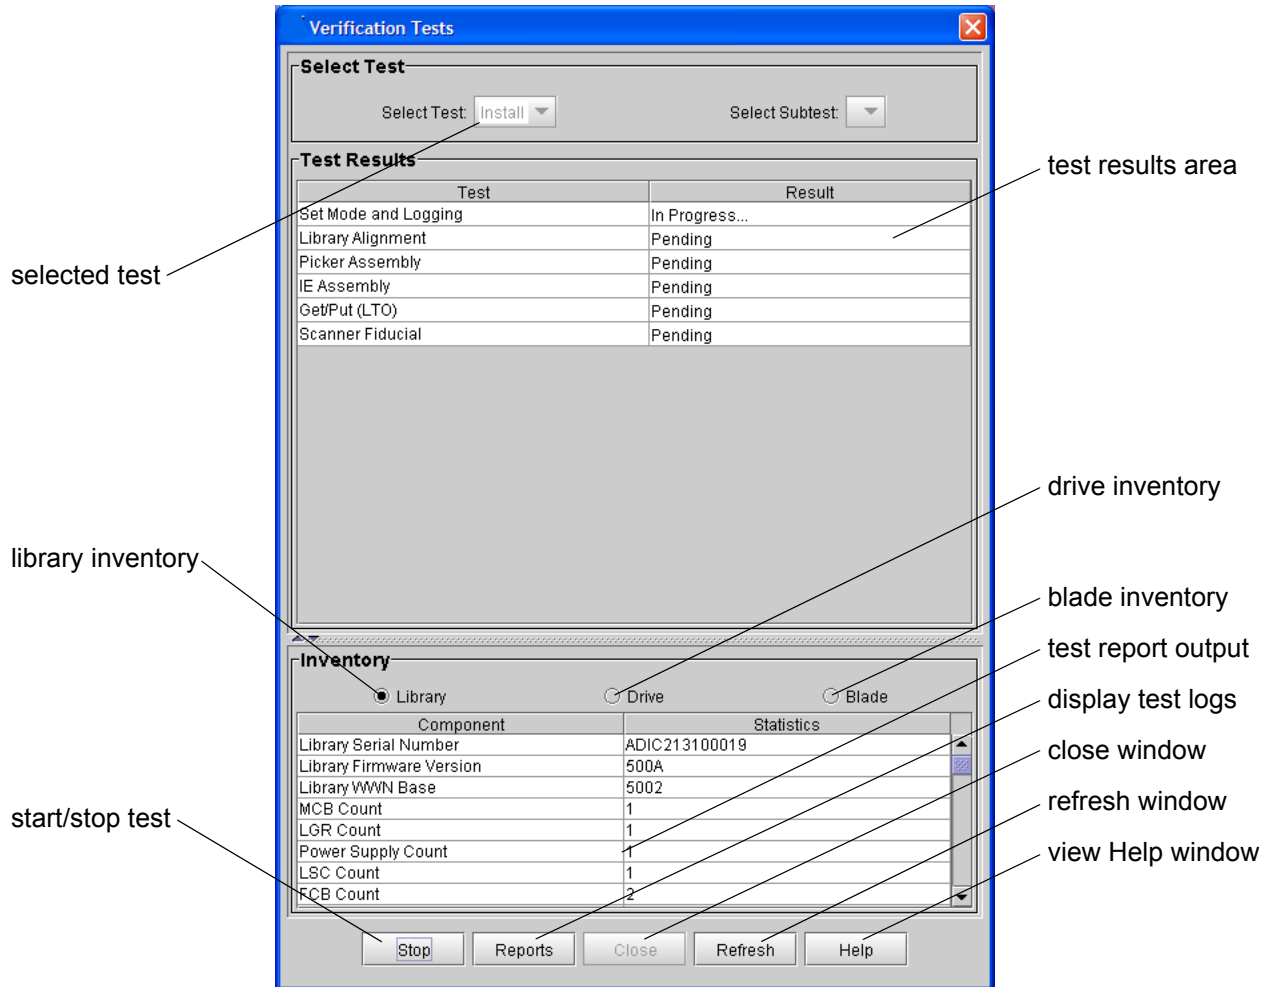 Verification Tests
Select Test
Select Test: Install
Select Subtest:
Test Results
Test Result
Set Mode and Logging In Progress...
Library Alignment Pending
Picker Assembly Pending
IE Assembly Pending
Get/Put (LTO) Pending
Scanner Fiducial Pending
Inventory
Library Drive Blade
Component Statistics
Library Serial Number ADIC213100019
Library Firmware Version 500A
Library WWN Base 5002
MCB Count 1
LGR Count 1
Power Supply Count 1
LSC Count 1
FCB Count 2
Stop Reports Close Refresh Help
selected test
library inventory
start/stop test
test results area
drive inventory
blade inventory
test report output
display test logs
close window
refresh window
view Help window